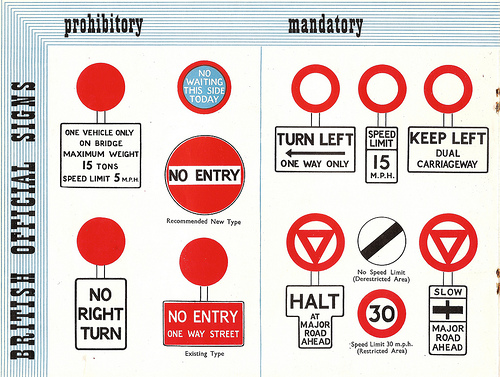 BRITISH OFFICIAL SIGNS
prohibitory
mandatory
ONE VEHICLE ONLY
ON BRIDGE
MAXIMUM WEIGHT
15 TONS
SPEED LIMIT 5 M.P.H.
NO
WAITING
THIS SIDE
TODAY
NO ENTRY
Recommended New Type
NO
RIGHT
TURN
NO ENTRY
ONE WAY STREET
Existing Type
TURN LEFT
ONE WAY ONLY
SPEED
LIMIT
15
M.P.H.
KEEP LEFT
DUAL
CARRIAGEWAY
HALT
AT
MAJOR
ROAD
AHEAD
No Speed Limit
(Derestricted Area)
30
Speed Limit 30 m.p.h.
(Restricted Area)
SLOW
MAJOR
ROAD
AHEAD